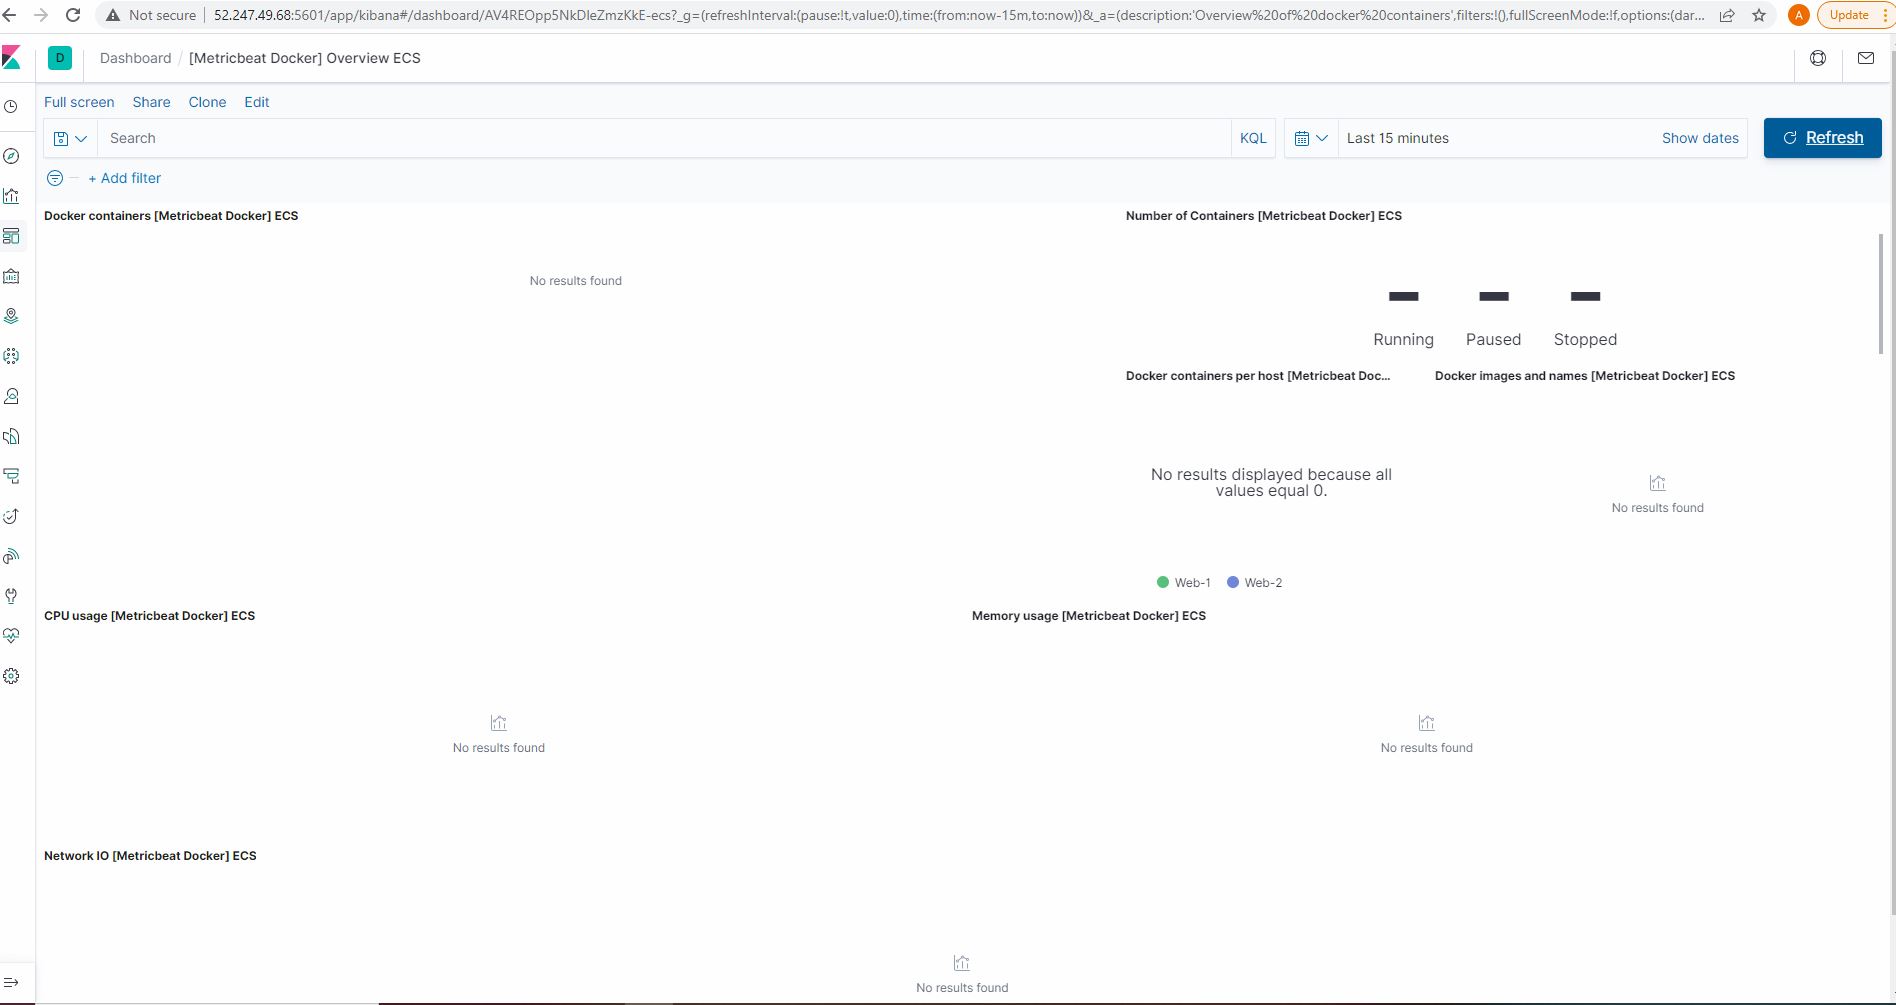 Not secure
52.247.49.68:5601/app/kibana#/dashboard/AV4REOpp5NkDleZmzKkE-ecs?_g=(refreshInterval:(pause:!t,value:0),time:(from:now-15m,to:now))&_a=(description:'Overview%20of%20docker%20containers',filters:!(),fullScreenMode:!f,options:(dar...
A
Update
D
Dashboard / [Metricbeat Docker] Overview ECS
Full screen Share Clone Edit
Search
KQL
Last 15 minutes
Show dates
Refresh
+ Add filter
Docker containers [Metricbeat Docker] ECS
No results found
Number of Containers [Metricbeat Docker] ECS
- - -
Running Paused Stopped
Docker containers per host [Metricbeat Doc...
No results displayed because all
values equal 0.
Web-1 Web-2
Docker images and names [Metricbeat Docker] ECS
No results found
CPU usage [Metricbeat Docker] ECS
No results found
Memory usage [Metricbeat Docker] ECS
No results found
Network IO [Metricbeat Docker] ECS
No results found